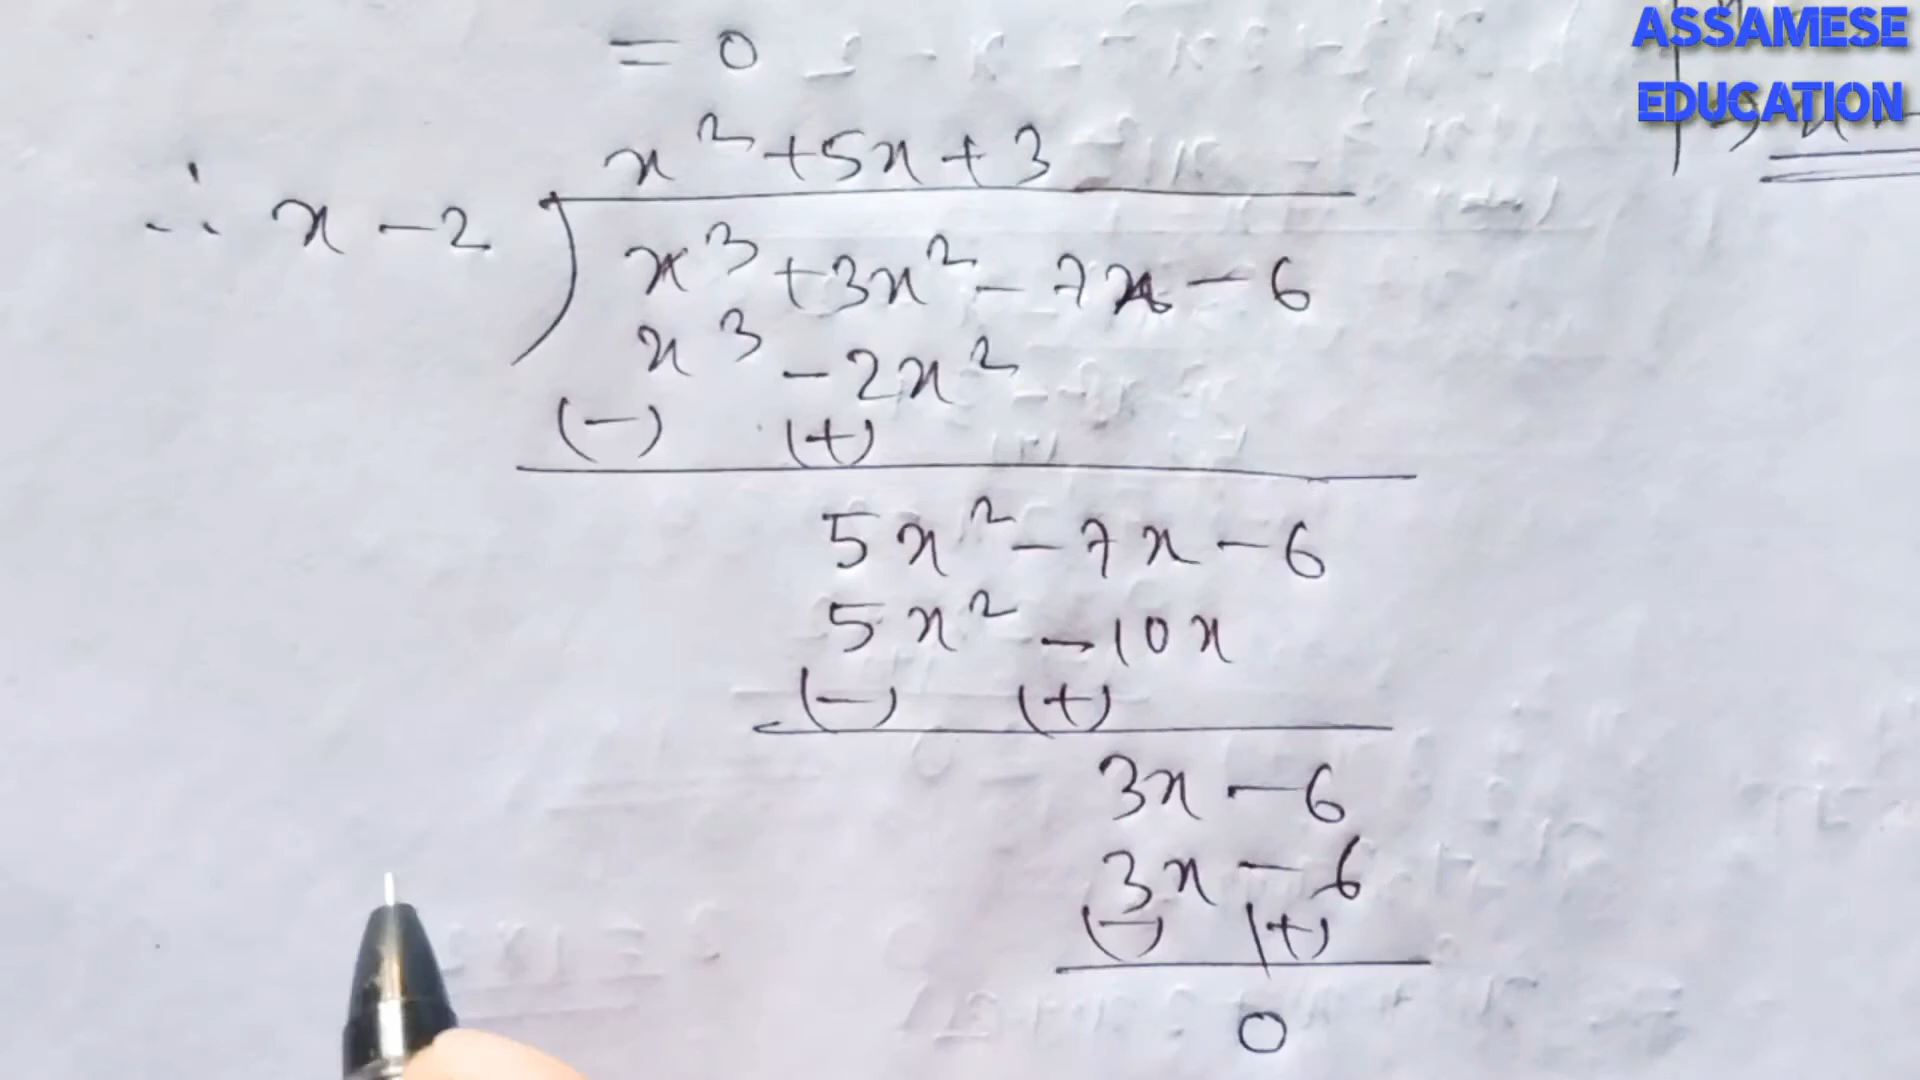 = 0
x² + 5x + 3
∴ x - 2 ) x³ + 3x² - 7x - 6
x³ - 2x²
(-) (+)
5x² - 7x - 6
5x² - 10x
(-) (+)
3x - 6
3x - 6
(-) (+)
0
ASSAMESE
EDUCATION